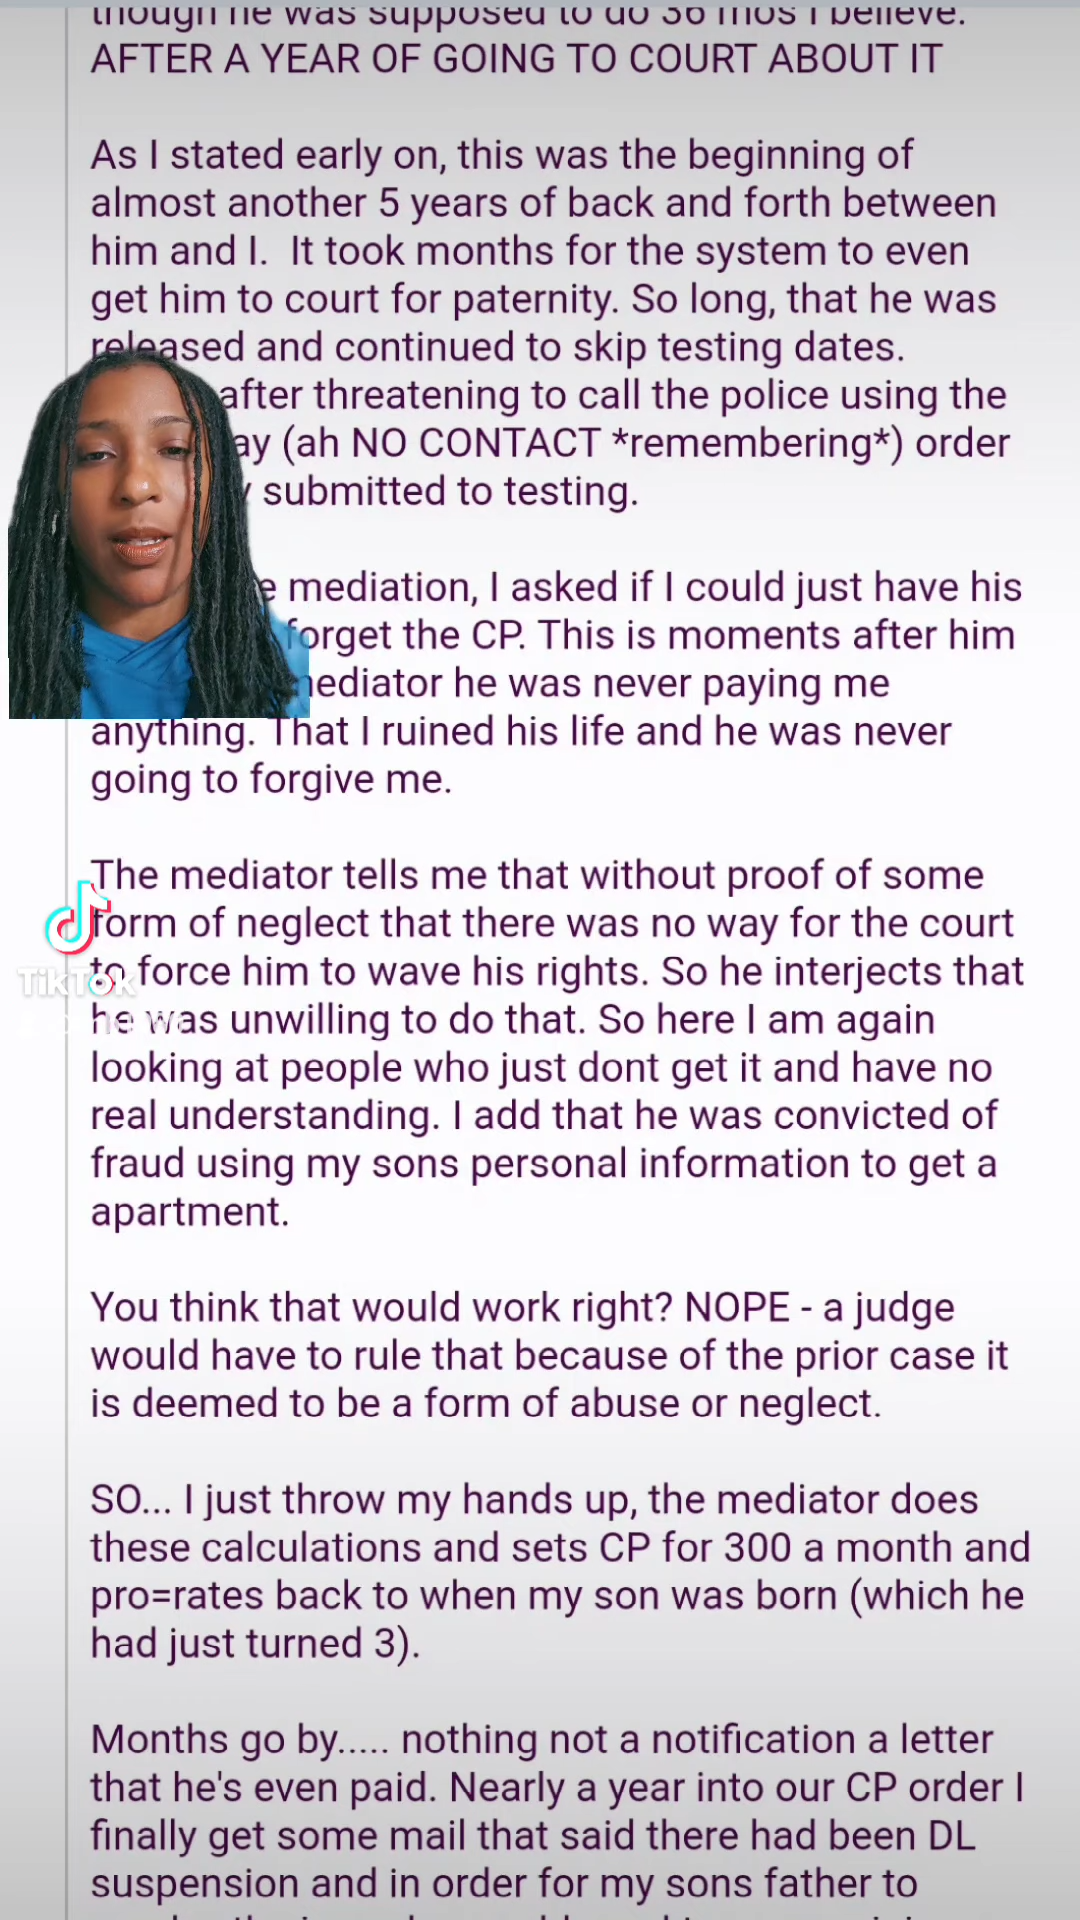 though he was supposed to do 36 mos I believe.
AFTER A YEAR OF GOING TO COURT ABOUT IT
As I stated early on, this was the beginning of
almost another 5 years of back and forth between
him and I.  It took months for the system to even
get him to court for paternity. So long, that he was
released and continued to skip testing dates.
after threatening to call the police using the
(ah NO CONTACT *remembering*) order
submitted to testing.
mediation, I asked if I could just have his
forget the CP. This is moments after him
mediator he was never paying me
anything. That I ruined his life and he was never
going to forgive me.
The mediator tells me that without proof of some
form of neglect that there was no way for the court
to force him to wave his rights. So he interjects that
he was unwilling to do that. So here I am again
looking at people who just dont get it and have no
real understanding. I add that he was convicted of
fraud using my sons personal information to get a
apartment.
You think that would work right? NOPE - a judge
would have to rule that because of the prior case it
is deemed to be a form of abuse or neglect.
SO... I just throw my hands up, the mediator does
these calculations and sets CP for 300 a month and
pro=rates back to when my son was born (which he
had just turned 3).
Months go by..... nothing not a notification a letter
that he's even paid. Nearly a year into our CP order I
finally get some mail that said there had been DL
suspension and in order for my sons father to
TikTok